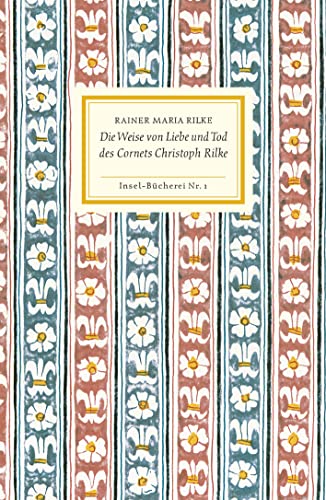 RAINER MARIA RILKE
Die Weise von Liebe und Tod
des Cornets Christoph Rilke
Insel-Bücherei Nr. 1